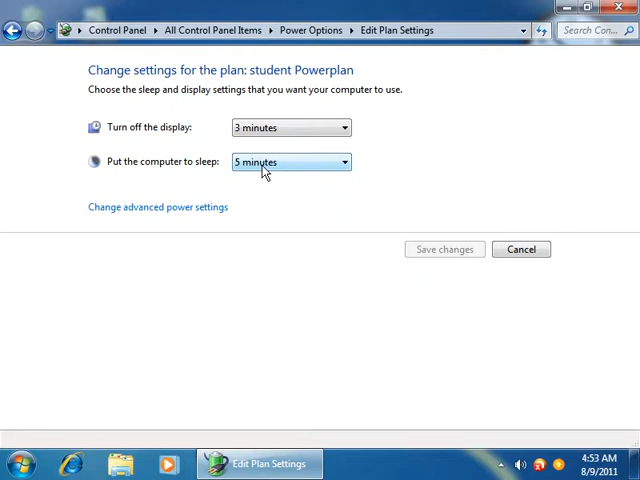 Control Panel All Control Panel Items Power Options Edit Plan Settings Search Con...
Change settings for the plan: student Powerplan
Choose the sleep and display settings that you want your computer to use.
Turn off the display: 3 minutes
Put the computer to sleep: 5 minutes
Change advanced power settings
Save changes Cancel
Edit Plan Settings 4:53 AM
8/9/2011